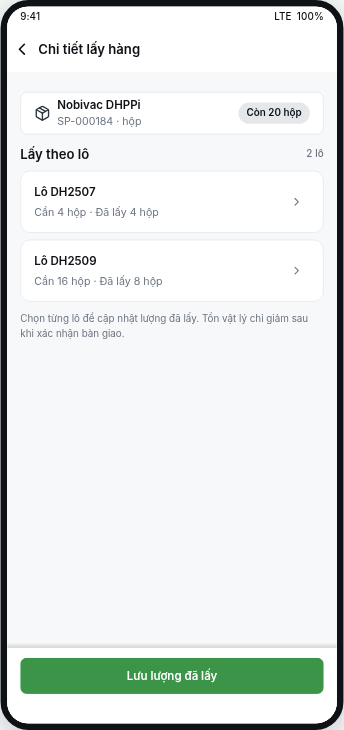 9:41
LTE 100%
Chi tiết lấy hàng
Nobivac DHPPi
SP-000184 · hộp
Còn 20 hộp
Lấy theo lô
2 lô
Lô DH2507
Cần 4 hộp · Đã lấy 4 hộp
Lô DH2509
Cần 16 hộp · Đã lấy 8 hộp
Chọn từng lô để cập nhật lượng đã lấy. Tồn vật lý chỉ giảm sau
khi xác nhận bàn giao.
Lưu lượng đã lấy